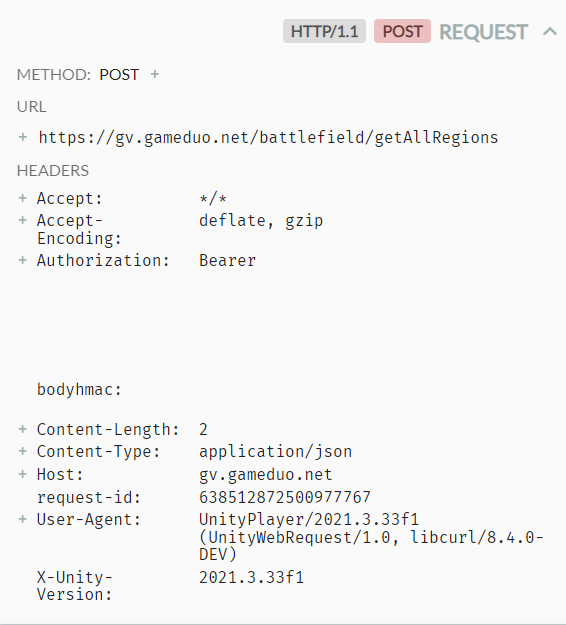 HTTP/1.1 POST REQUEST
METHOD: POST +
URL
+ https://gv.gameduo.net/battlefield/getAllRegions
HEADERS
+ Accept: */*
+ Accept- deflate, gzip
Encoding:
+ Authorization: Bearer
bodyhmac:
+ Content-Length: 2
+ Content-Type: application/json
+ Host: gv.gameduo.net
request-id: 638512872500977767
+ User-Agent: UnityPlayer/2021.3.33f1
(UnityWebRequest/1.0, libcurl/8.4.0-
DEV)
X-Unity- 2021.3.33f1
Version: